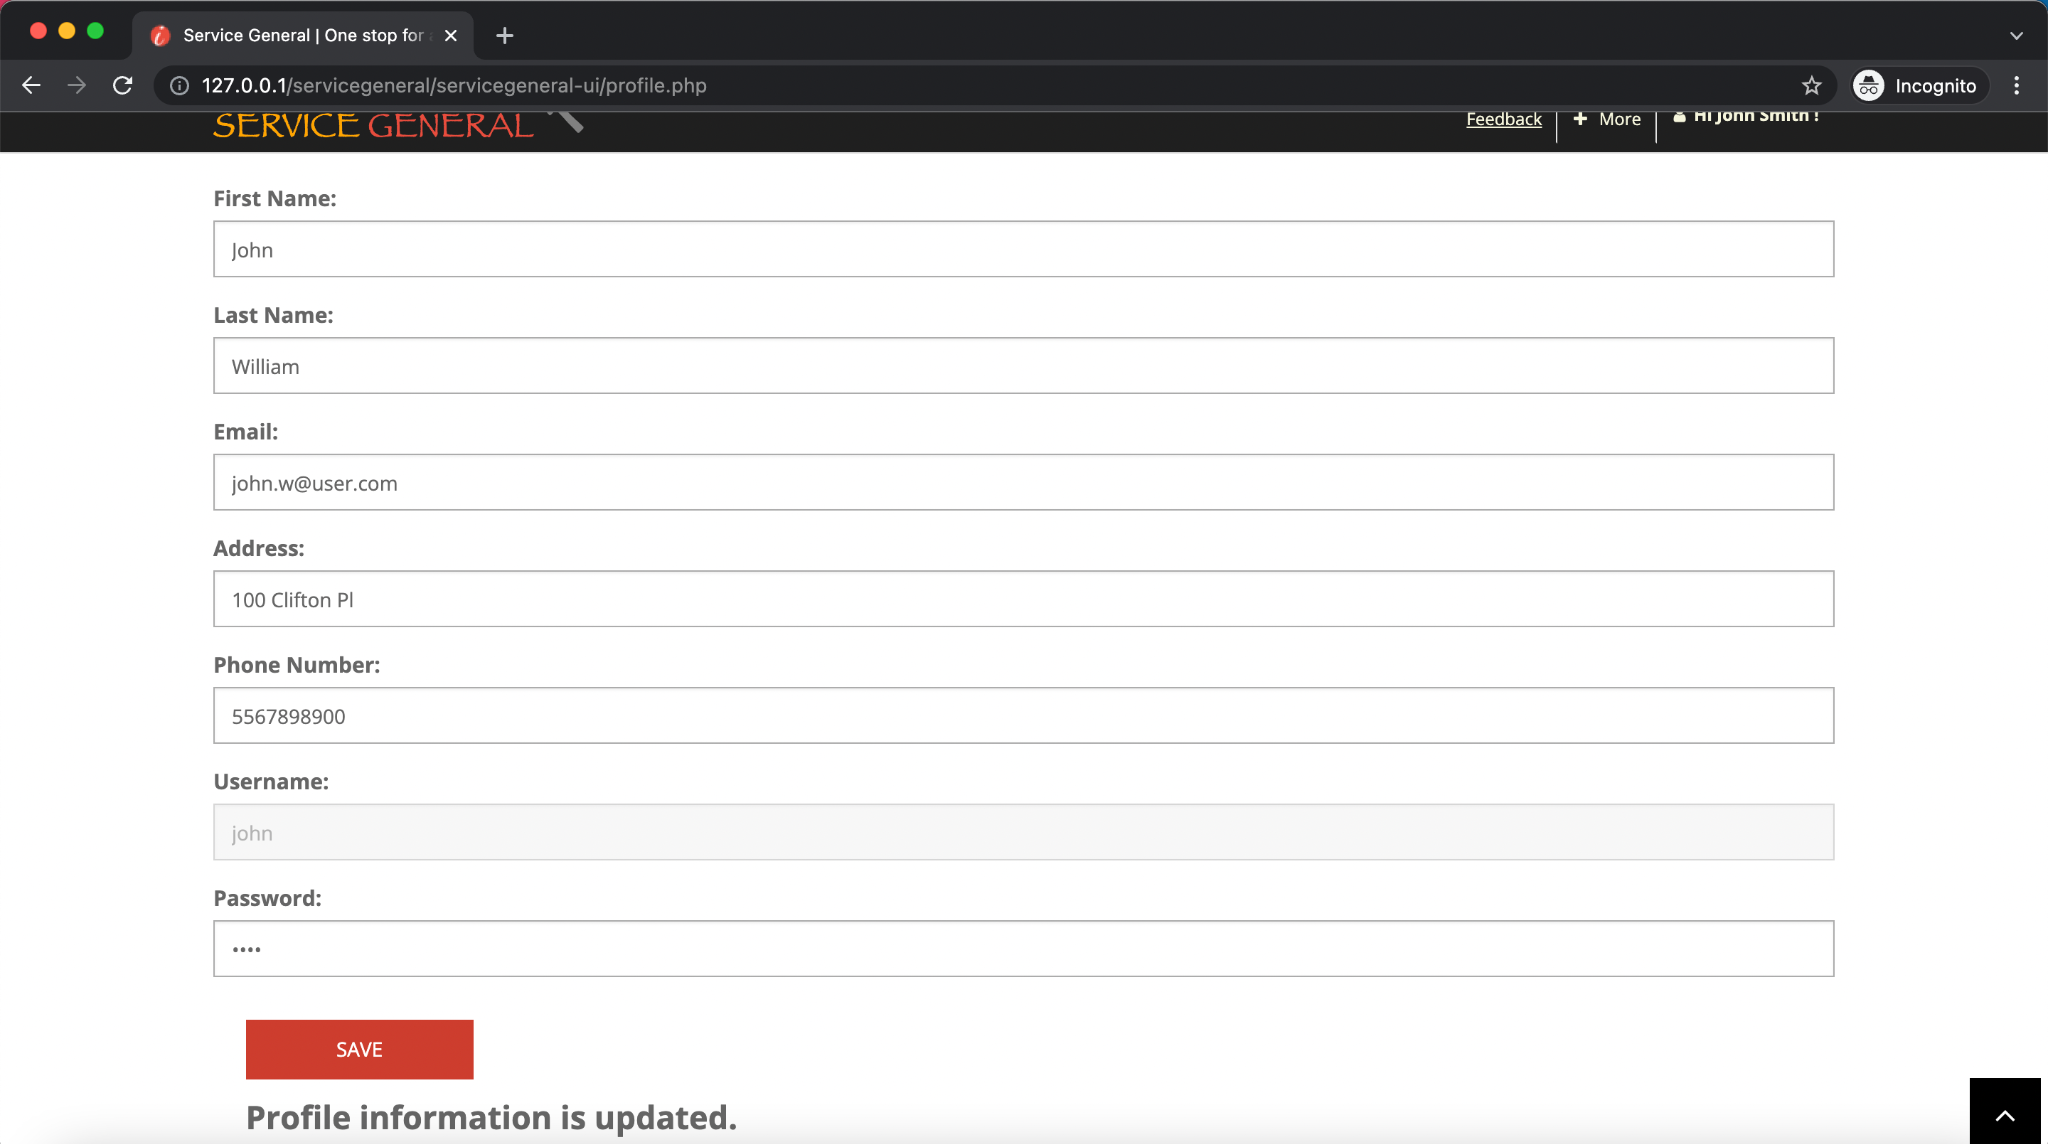 Service General | One stop for
127.0.0.1/servicegeneral/servicegeneral-ui/profile.php
Incognito
SERVICE GENERAL
Feedback
More
Hi John Smith !
First Name:
John
Last Name:
William
Email:
john.w@user.com
Address:
100 Clifton Pl
Phone Number:
5567898900
Username:
john
Password:
••••
SAVE
Profile information is updated.